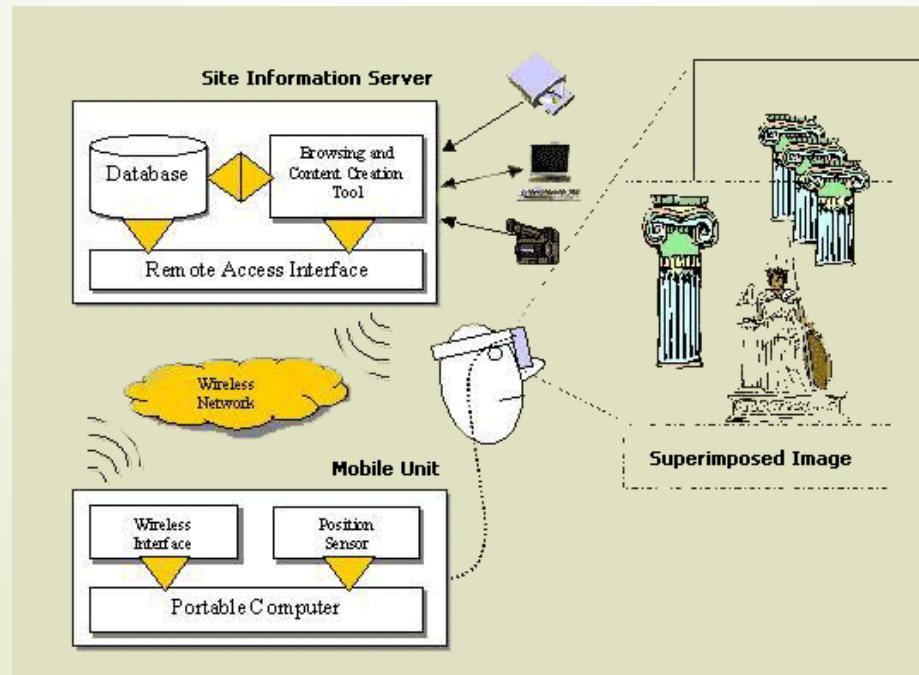 Site Information Server
Database
Browsing and
Content Creation
Tool
Remote Access Interface
Wireless
Network
Superimposed Image
Mobile Unit
Wireless
Interface
Position
Sensor
Portable Computer